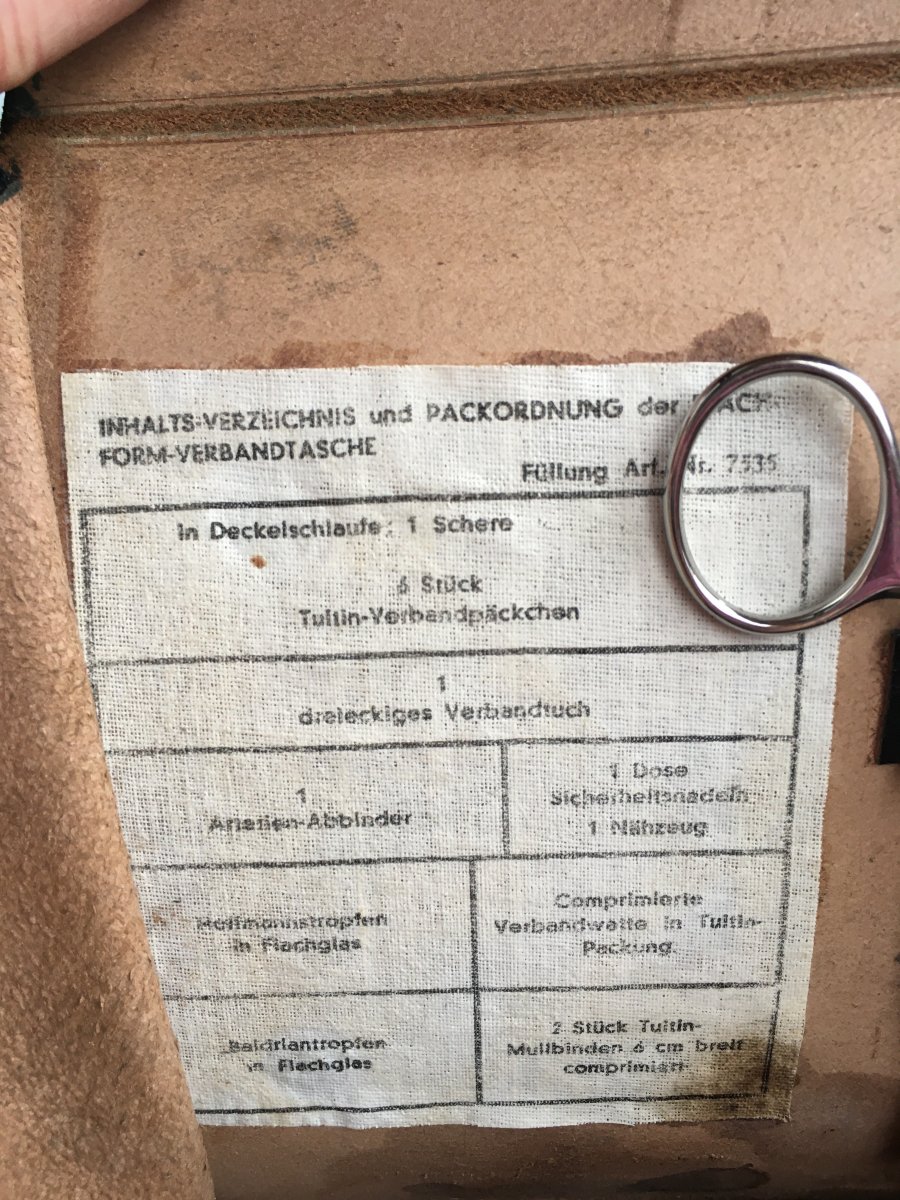 INHALTS-VERZEICHNIS und PACKORDNUNG der
FORM-VERBANDTASCHE
Füllung Art. Nr. 7535
In Deckelschlaufe: 1 Schere
6 Stück
Tultin-Verbandpäckchen
1
dreieckiges Verbandtuch
1
Arterien-Abbinder
1 Dose
Sicherheitsnadeln
1 Nähzeug
Hoffmannstropfen
in Flachglas
Comprimierte
Verbandwatte in Tultin-
Packung.
Baldriantropfen
in Flachglas
2 Stück Tultin-
Mullbinden 6 cm breit
comprimiert